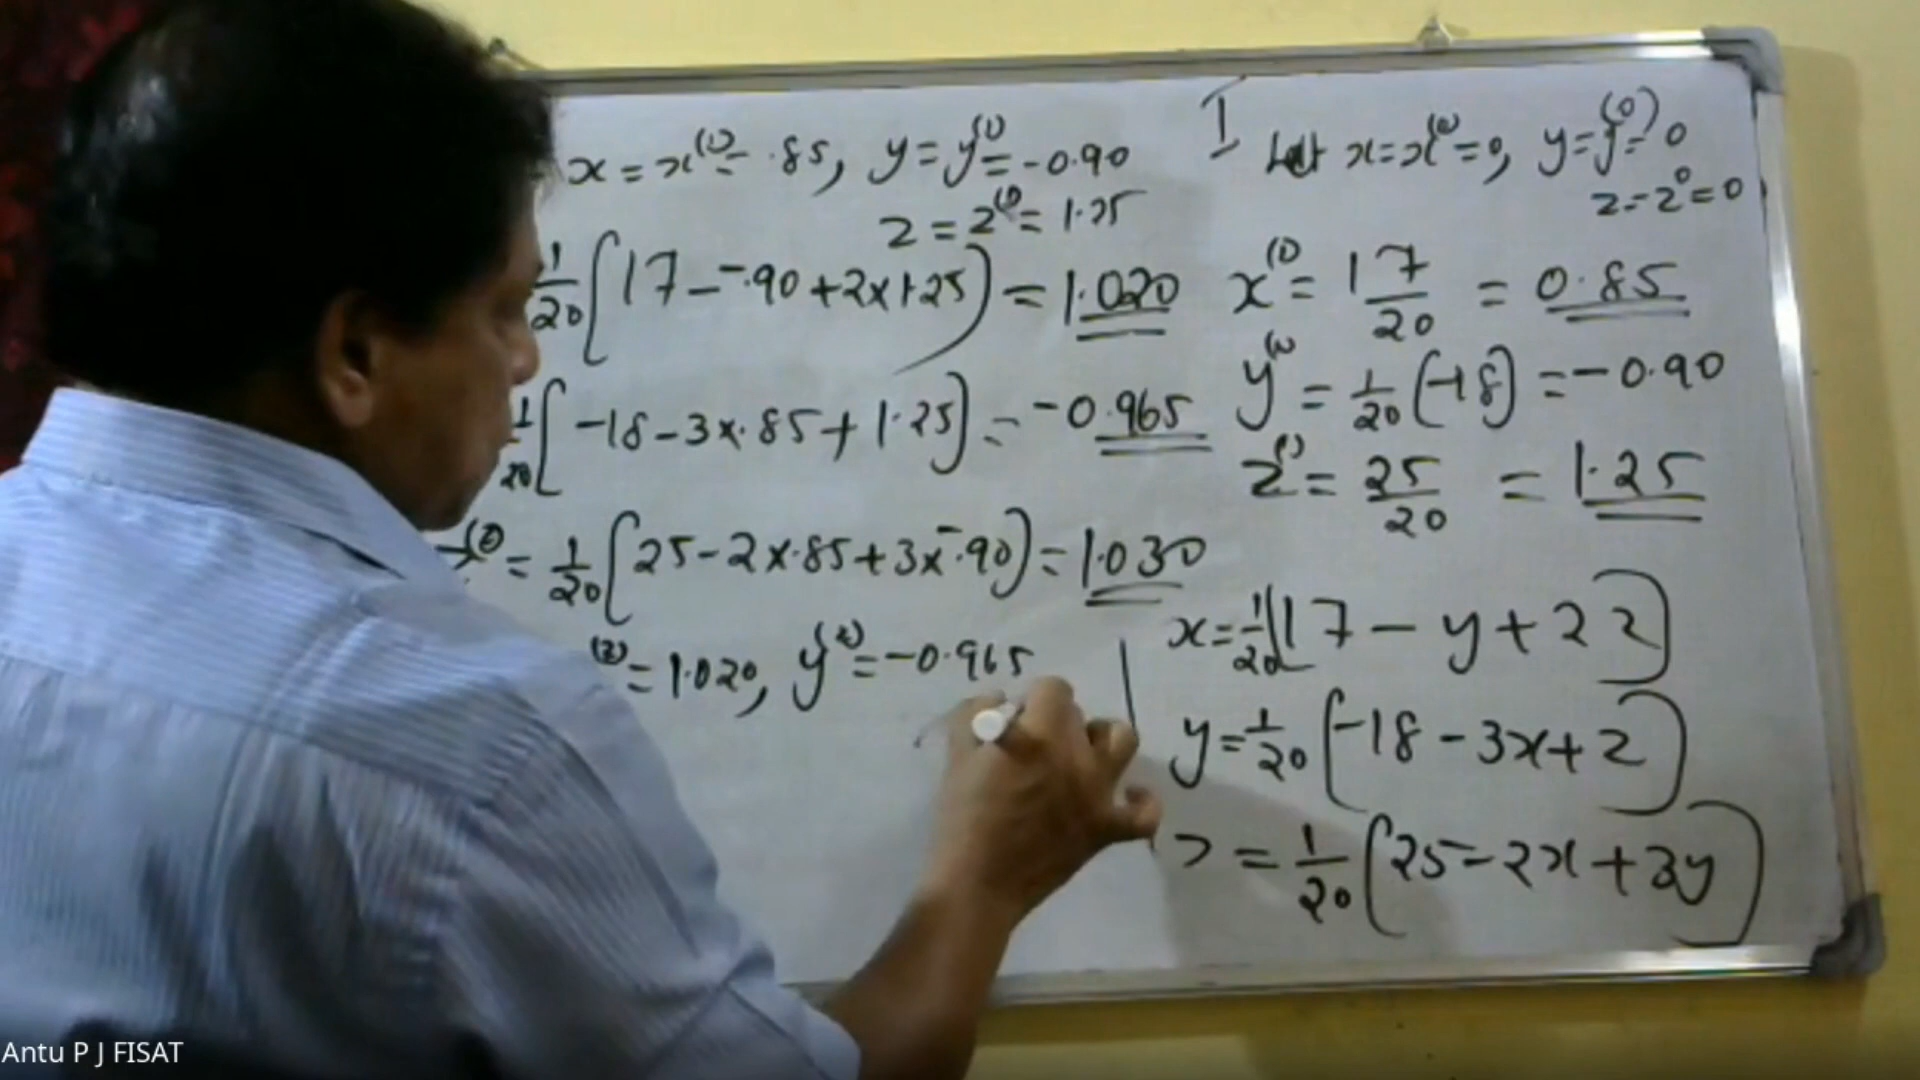 x = x^(1) = .85, y = y^(1) = -0.90
z = z^(1) = 1.25
1/20 [17 - -.90 + 2x1.25) = 1.020
1/20 [-18 - 3x.85 + 1.25] = -0.965
= 1/20 [25 - 2x.85 + 3x-.90) = 1.030
= 1.020, y^(2) = -0.965
I
Let x = x^(0) = 0, y = y^(0) = 0
z = z^0 = 0
x^(1) = 17/20 = 0.85
y^(1) = 1/20 (-18) = -0.90
z^(1) = 25/20 = 1.25
x = 1/20 [17 - y + 2z]
y = 1/20 [-18 - 3x + z]
z = 1/20 [25 - 2x + 3y]
Antu P J FISAT